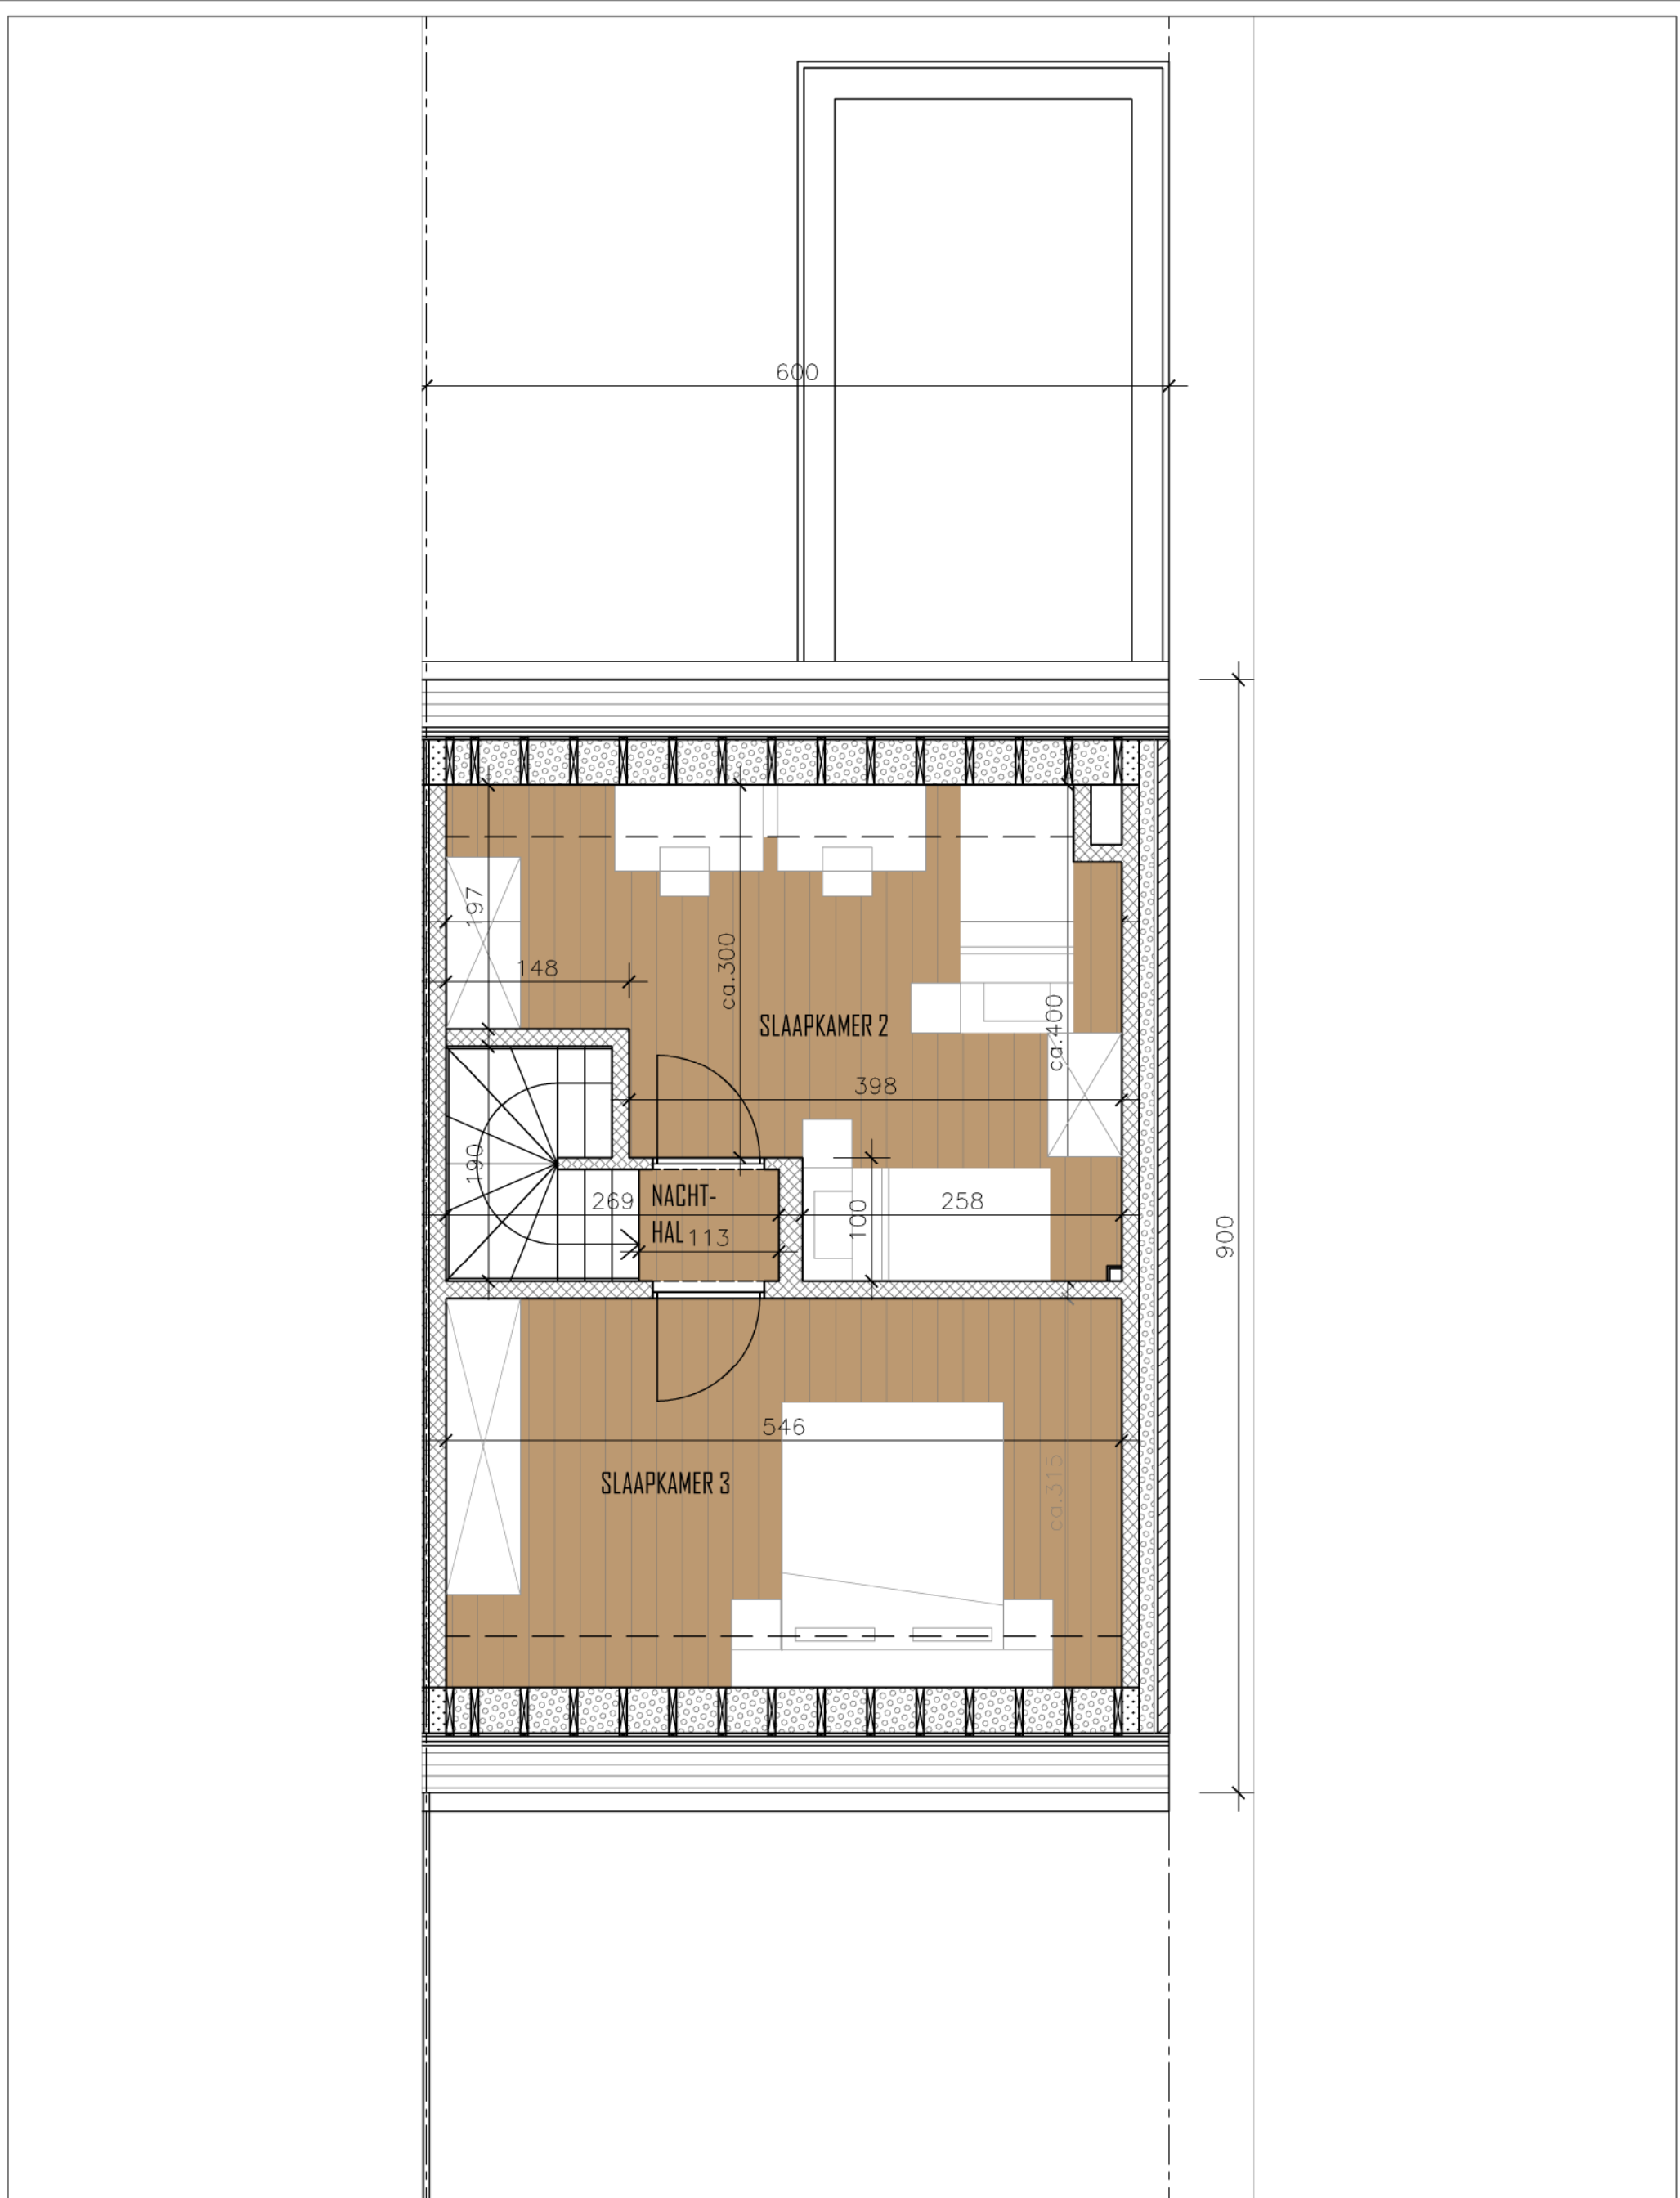 600
197
148
ca.300
SLAAPKAMER 2
ca.400
398
190
269
NACHT-
HAL
113
100
258
900
546
SLAAPKAMER 3
ca.315